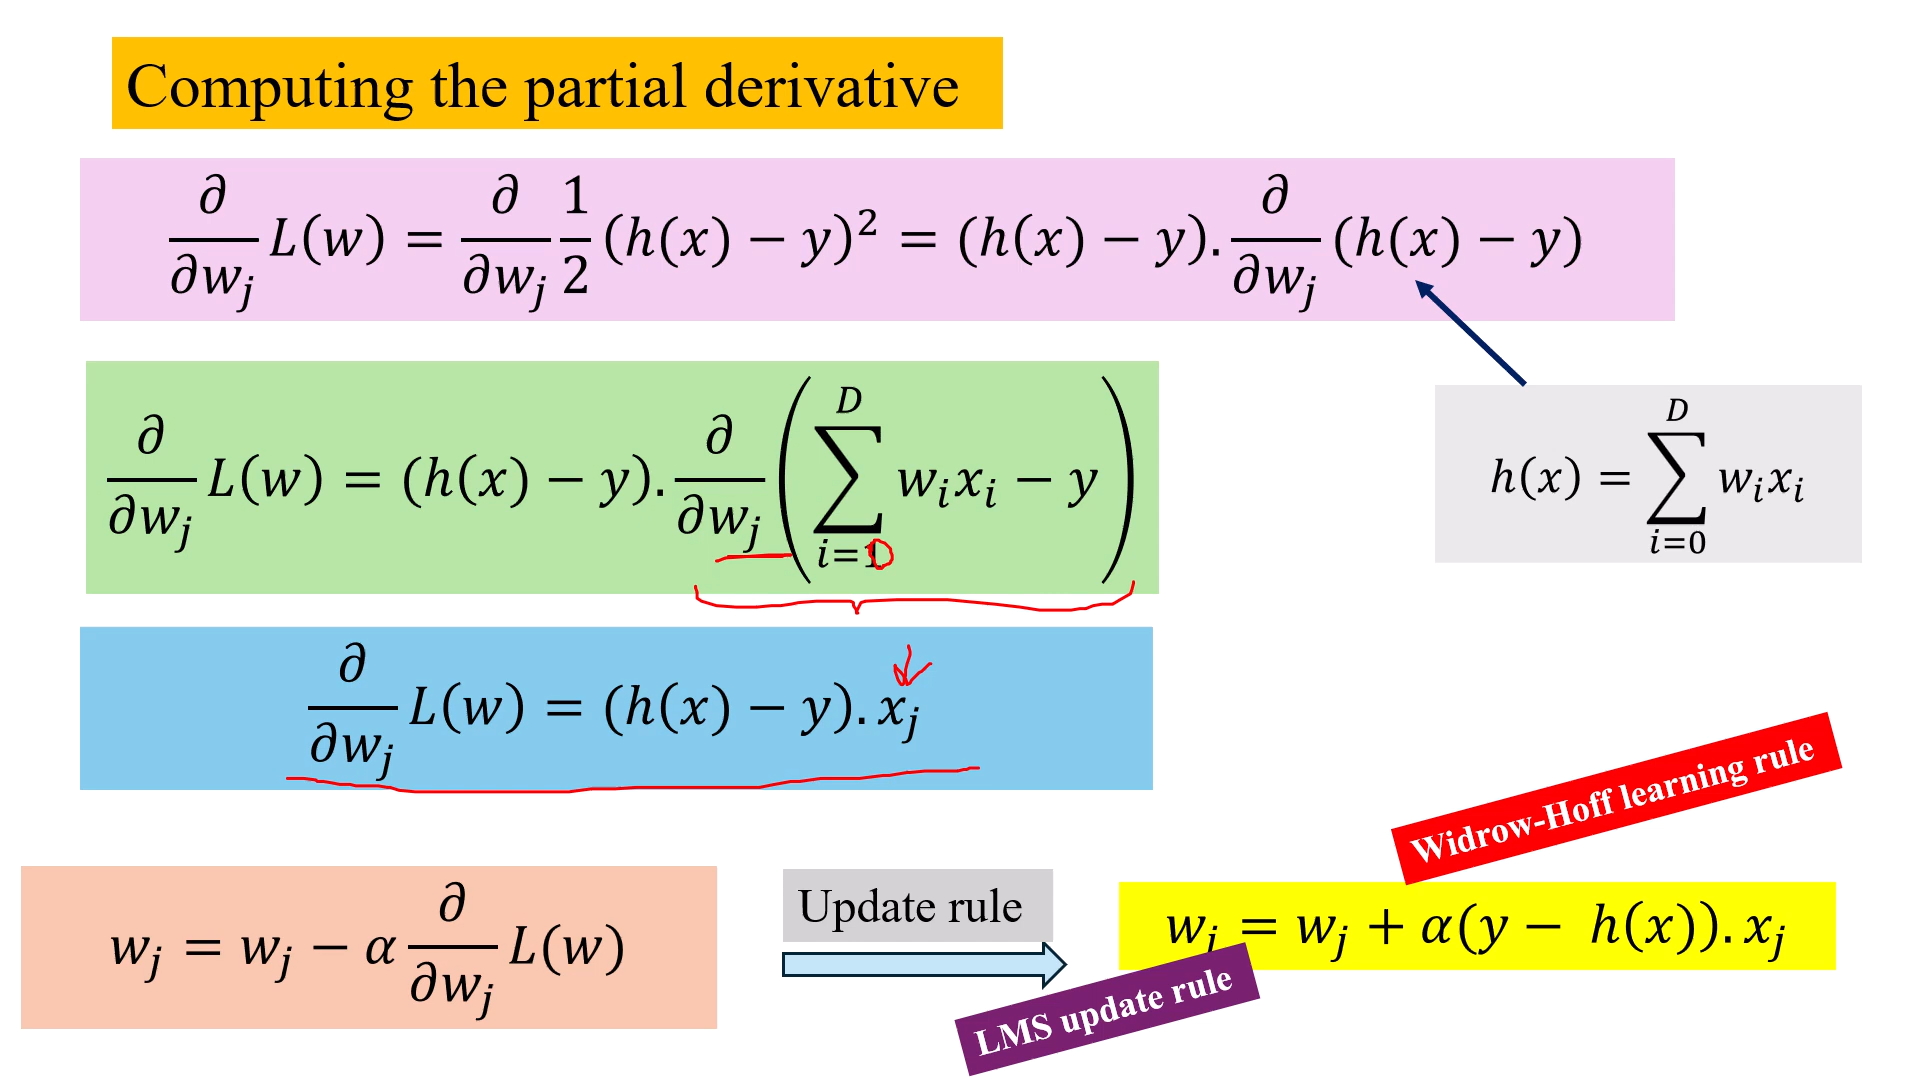 Computing the partial derivative
∂/∂w_j L(w) = ∂/∂w_j 1/2 (h(x) − y)² = (h(x) − y). ∂/∂w_j (h(x) − y)
∂/∂w_j L(w) = (h(x) − y). ∂/∂w_j (∑_{i=1}^{D} w_i x_i − y)
0
h(x) = ∑_{i=0}^{D} w_i x_i
∂/∂w_j L(w) = (h(x) − y). x_j
Widrow-Hoff learning rule
w_j = w_j − α ∂/∂w_j L(w)
Update rule
w_j = w_j + α(y − h(x)). x_j
LMS update rule